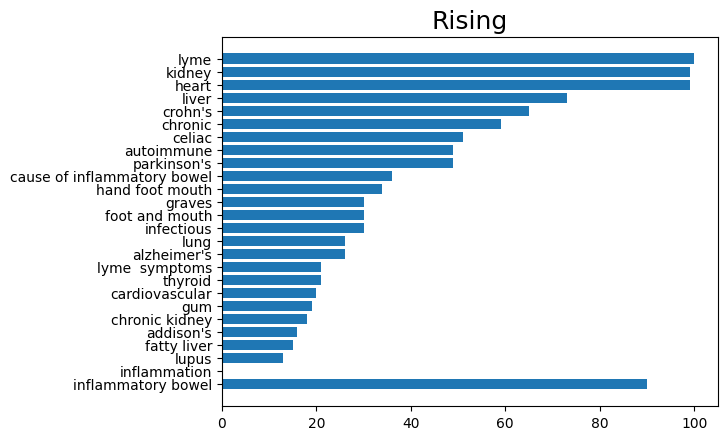 Rising
lyme
kidney
heart
liver
crohn's
chronic
celiac
autoimmune
parkinson's
cause of inflammatory bowel
hand foot mouth
graves
foot and mouth
infectious
lung
alzheimer's
lyme  symptoms
thyroid
cardiovascular
gum
chronic kidney
addison's
fatty liver
lupus
inflammation
inflammatory bowel
0 20 40 60 80 100